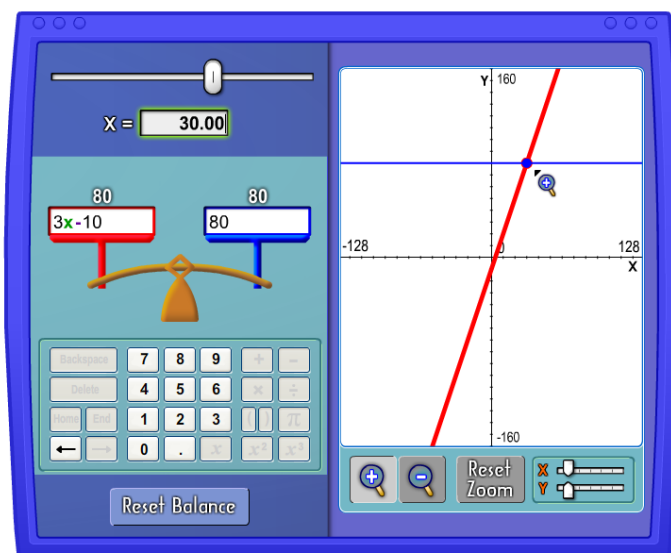 X = 30.00
80
80
3x-10
80
Backspace
7
8
9
+
-
Delete
4
5
6
×
÷
Home
End
1
2
3
(
)
π
←
→
0
.
x
x²
x³
Reset Balance
Y
160
-128
0
128
X
-160
Reset
Zoom
X
Y